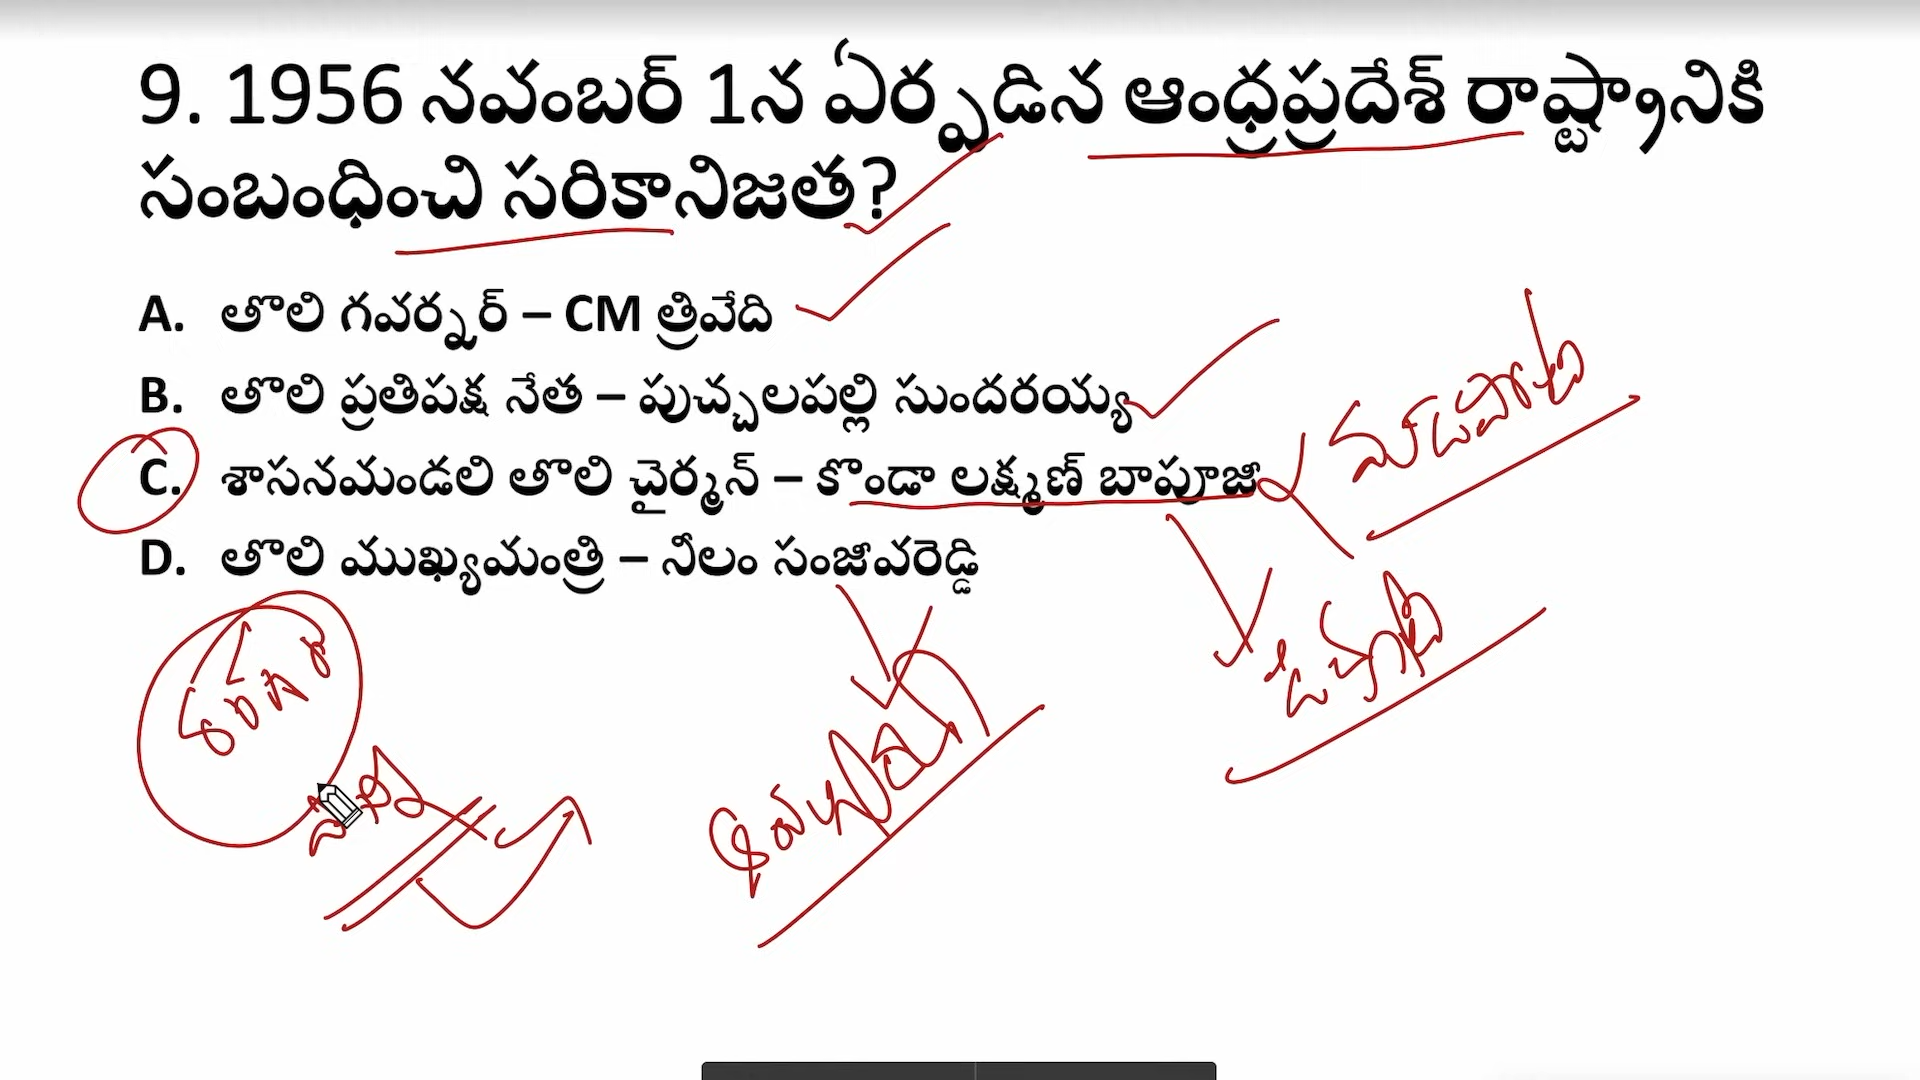 9. 1956 నవంబర్ 1న ఏర్పడిన ఆంధ్రప్రదేశ్ రాష్ట్రానికి
సంబంధించి సరికానిజత?
A. తొలి గవర్నర్ – CM త్రివేది
B. తొలి ప్రతిపక్ష నేత – పుచ్చలపల్లి సుందరయ్య
C. శాసనమండలి తొలి చైర్మన్ – కొండా లక్ష్మణ్ బాపూజీ
D. తొలి ముఖ్యమంత్రి – నీలం సంజీవరెడ్డి
మాడపాటి